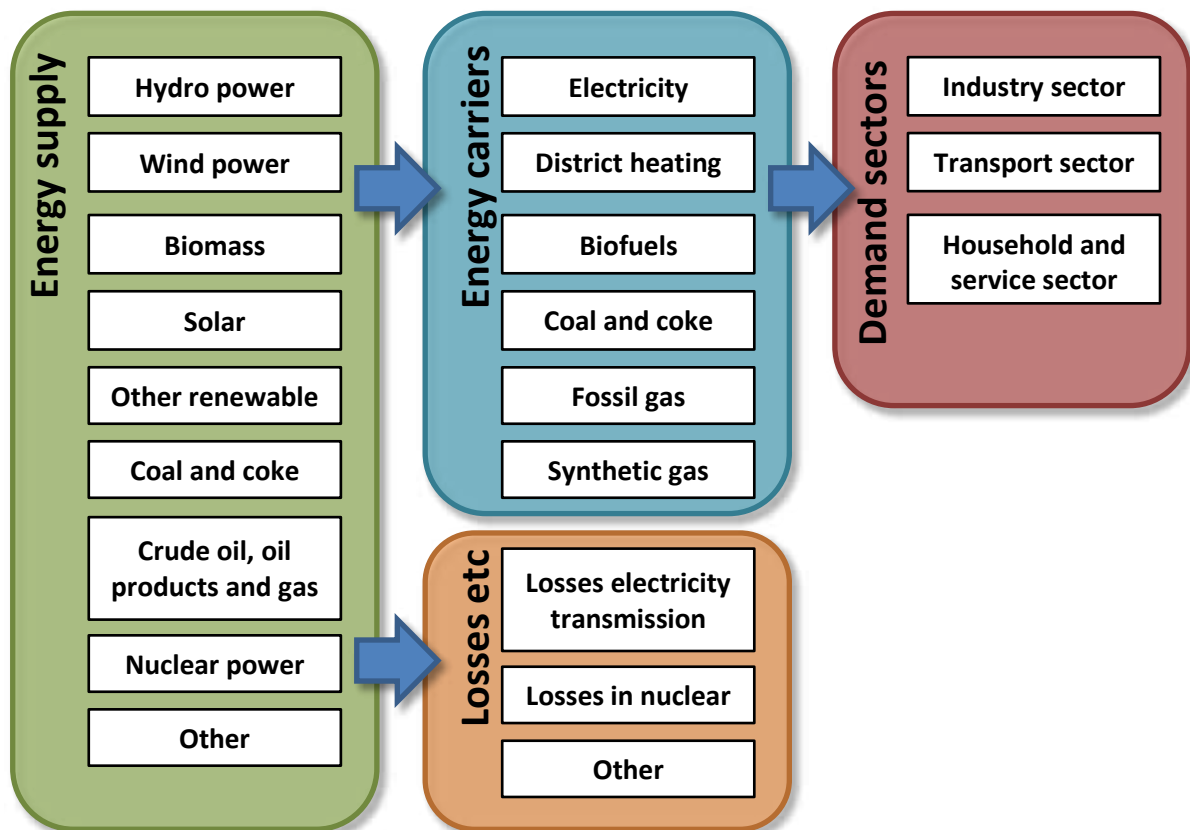 Energy supply
Hydro power
Wind power
Biomass
Solar
Other renewable
Coal and coke
Crude oil, oil
products and gas
Nuclear power
Other
Energy carriers
Electricity
District heating
Biofuels
Coal and coke
Fossil gas
Synthetic gas
Losses etc
Losses electricity
transmission
Losses in nuclear
Other
Demand sectors
Industry sector
Transport sector
Household and
service sector